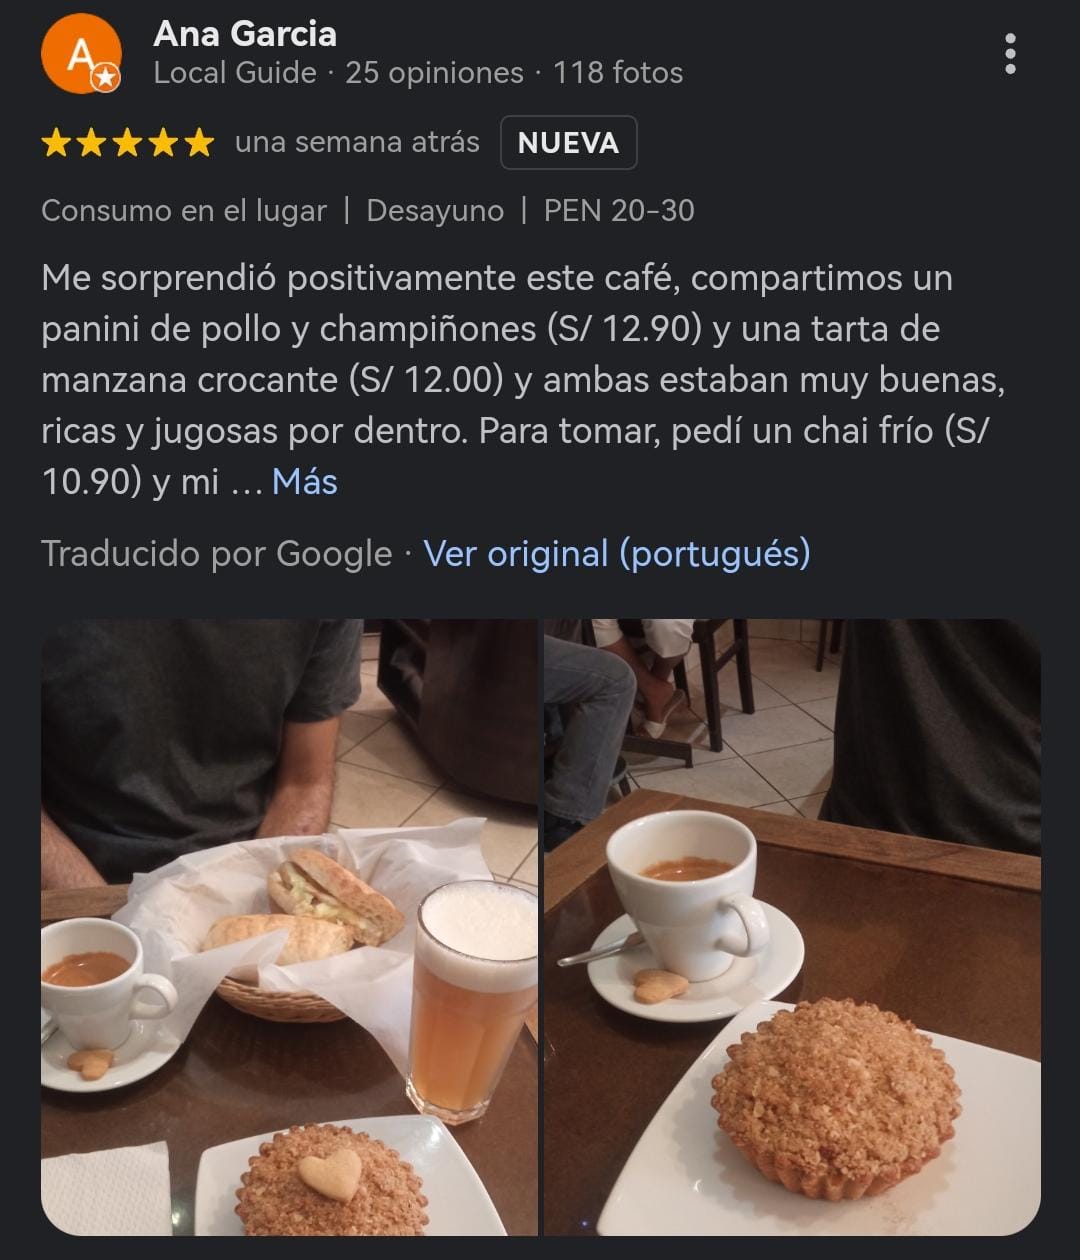 A
Ana Garcia
Local Guide · 25 opiniones · 118 fotos
una semana atrás NUEVA
Consumo en el lugar | Desayuno | PEN 20-30
Me sorprendió positivamente este café, compartimos un
panini de pollo y champiñones (S/ 12.90) y una tarta de
manzana crocante (S/ 12.00) y ambas estaban muy buenas,
ricas y jugosas por dentro. Para tomar, pedí un chai frío (S/
10.90) y mi … Más
Traducido por Google · Ver original (portugués)